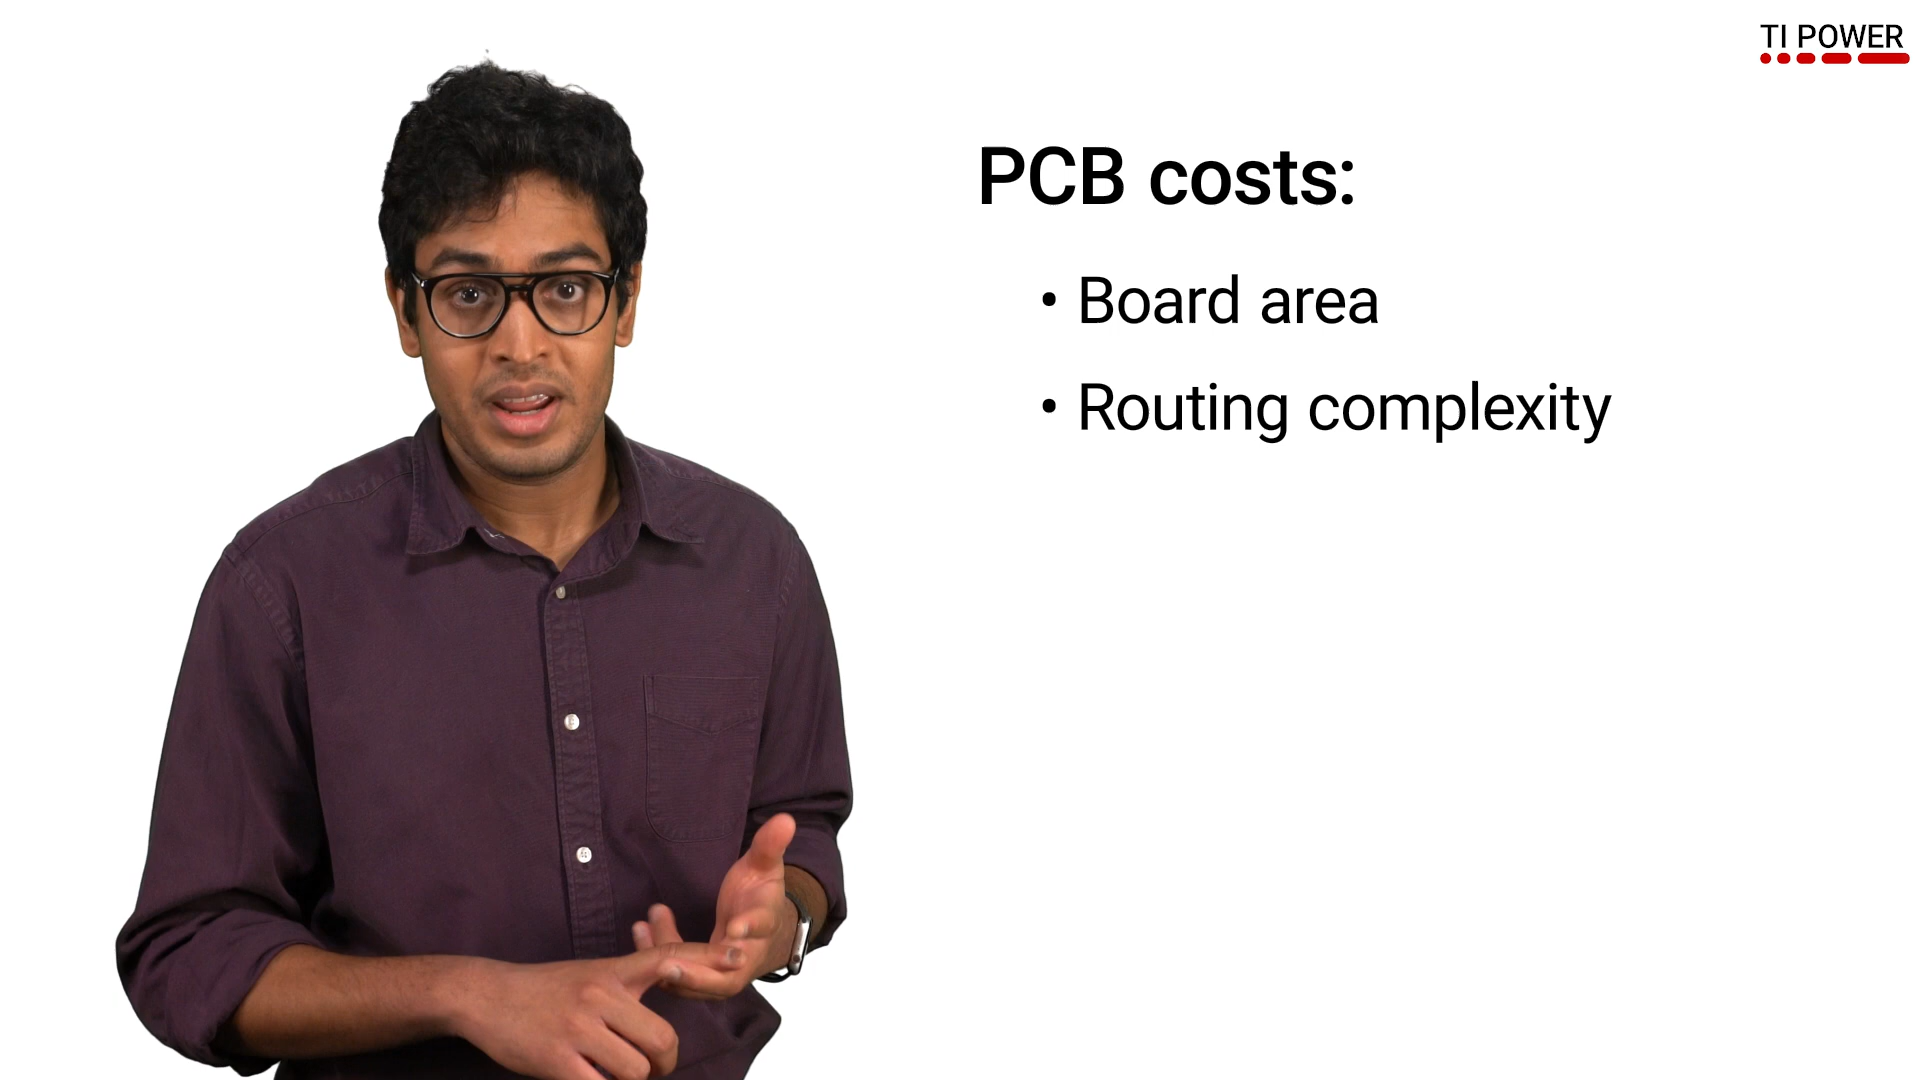 TI POWER
PCB costs:
• Board area
• Routing complexity